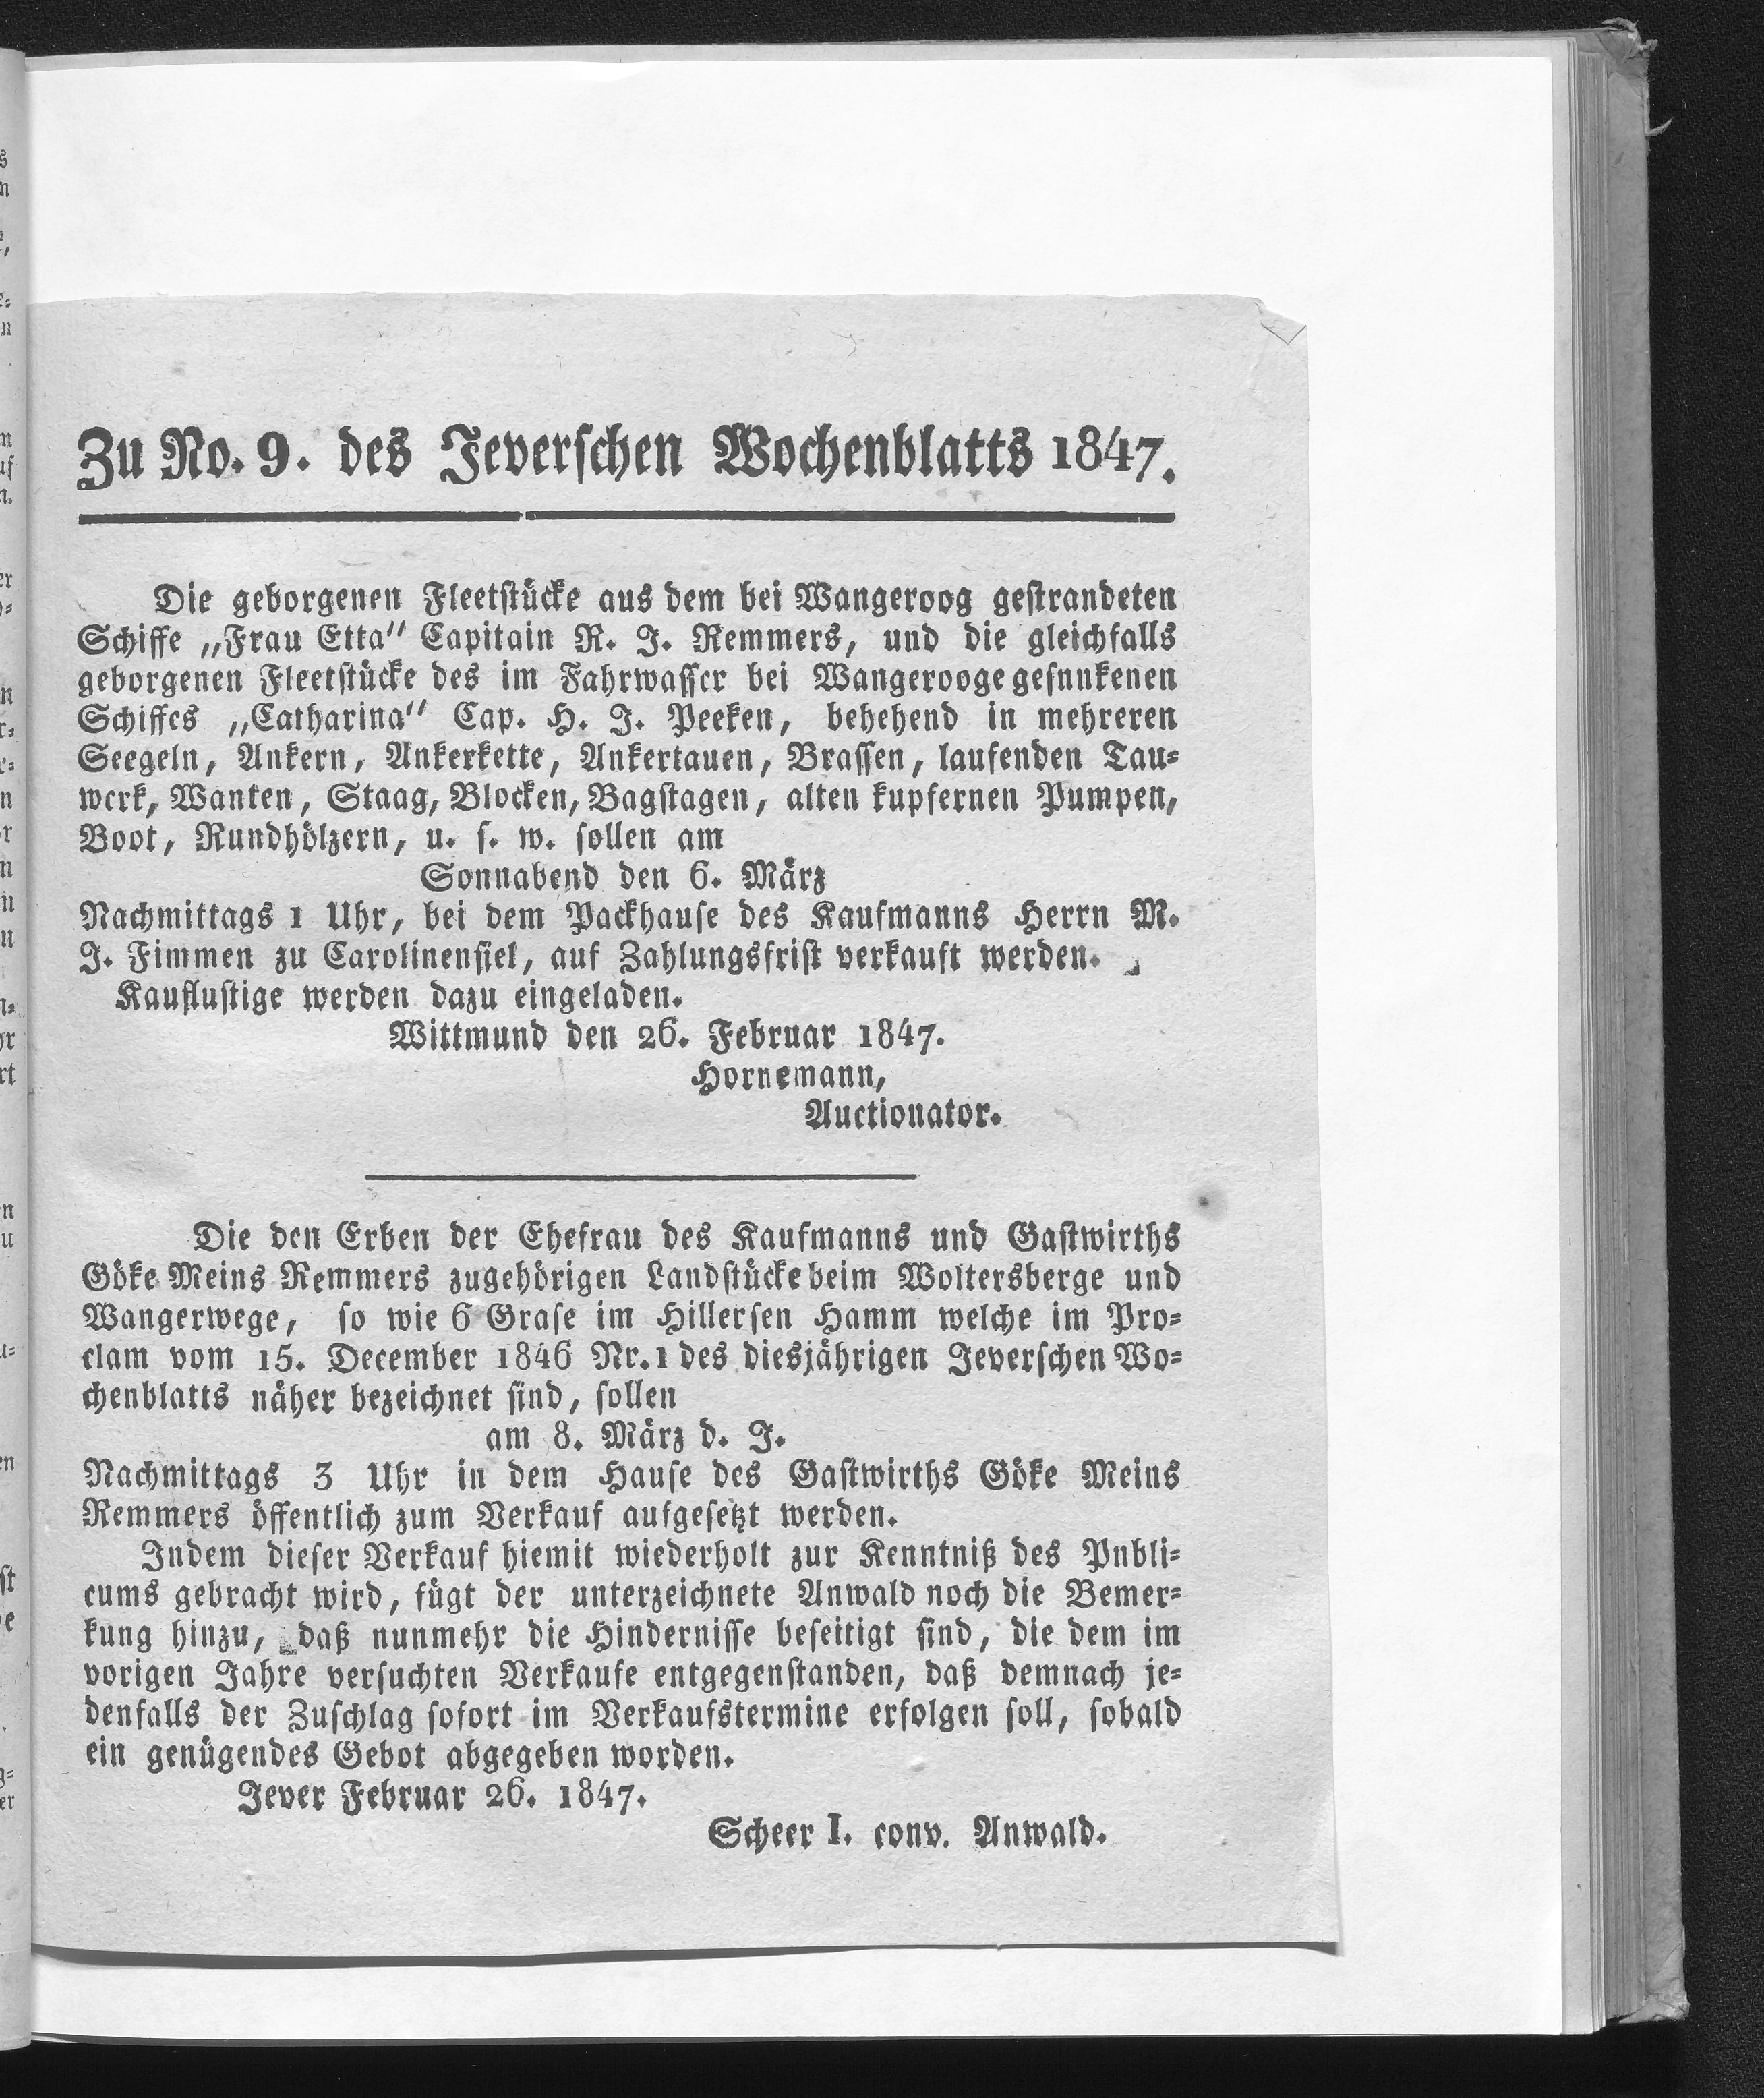 Zu No. 9. des Jeverschen Wochenblatts 1847.
Die geborgenen Fleetstücke aus dem bei Wangeroog gestrandeten
Schiffe „Frau Etta“ Capitain R. J. Remmers, und die gleichfalls
geborgenen Fleetstücke des im Fahrwasser bei Wangerooge gesnnkenen
Schiffes „Catharina“ Cap. H. J. Peeken, behehend in mehreren
Seegeln, Ankern, Ankerkette, Ankertauen, Brassen, laufenden Tau-
werk, Wanten, Staag, Blocken, Bagstagen, alten kupfernen Pumpen,
Boot, Rundhölzern, u. s. w. sollen am
Sonnabend den 6. März
Nachmittags 1 Uhr, bei dem Packhause des Kaufmanns Herrn M.
J. Fimmen zu Carolinensiel, auf Zahlungsfrist verkauft werden.
Kauflustige werden dazu eingeladen.
Wittmund den 26. Februar 1847.
Hornemann,
Auctionator.
Die den Erben der Ehefrau des Kaufmanns und Gastwirths
Göke Meins Remmers zugehörigen Landstücke beim Woltersberge und
Wangerwege, so wie 6 Grase im Hillersen Hamm welche im Pro-
clam vom 15. December 1846 Nr. 1 des diesjährigen Jeverschen Wo-
chenblatts näher bezeichnet sind, sollen
am 8. März d. J.
Nachmittags 3 Uhr in dem Hause des Gastwirths Göke Meins
Remmers öffentlich zum Verkauf aufgesetzt werden.
Indem dieser Verkauf hiemit wiederholt zur Kenntniß des Pnbli-
cums gebracht wird, fügt der unterzeichnete Anwald noch die Bemer-
kung hinzu, daß nunmehr die Hindernisse beseitigt sind, die dem im
vorigen Jahre versuchten Verkaufe entgegenstanden, daß demnach je-
denfalls der Zuschlag sofort im Verkaufstermine erfolgen soll, sobald
ein genügendes Gebot abgegeben worden.
Jever Februar 26. 1847.
Scheer I. conv. Anwald.